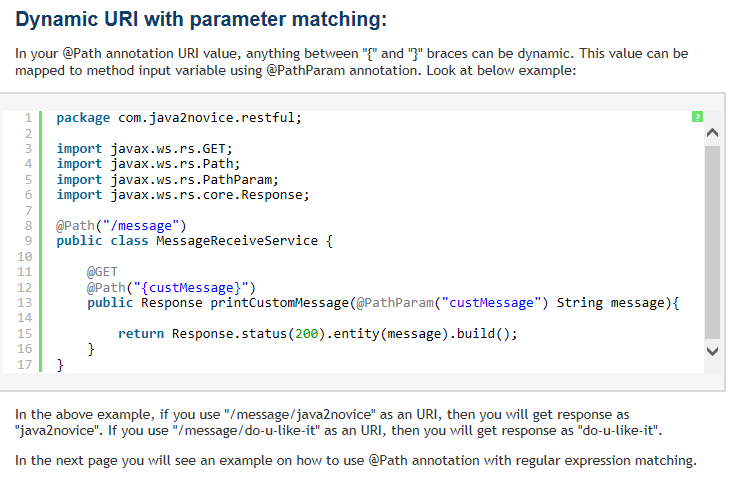 Dynamic URI with parameter matching:
In your @Path annotation URI value, anything between "{" and "}" braces can be dynamic. This value can be
mapped to method input variable using @PathParam annotation. Look at below example:
1 package com.java2novice.restful;
2
3 import javax.ws.rs.GET;
4 import javax.ws.rs.Path;
5 import javax.ws.rs.PathParam;
6 import javax.ws.rs.core.Response;
7
8 @Path("/message")
9 public class MessageReceiveService {
10
11     @GET
12     @Path("{custMessage}")
13     public Response printCustomMessage(@PathParam("custMessage") String message){
14
15         return Response.status(200).entity(message).build();
16     }
17 }
In the above example, if you use "/message/java2novice" as an URI, then you will get response as
"java2novice". If you use "/message/do-u-like-it" as an URI, then you will get response as "do-u-like-it".
In the next page you will see an example on how to use @Path annotation with regular expression matching.